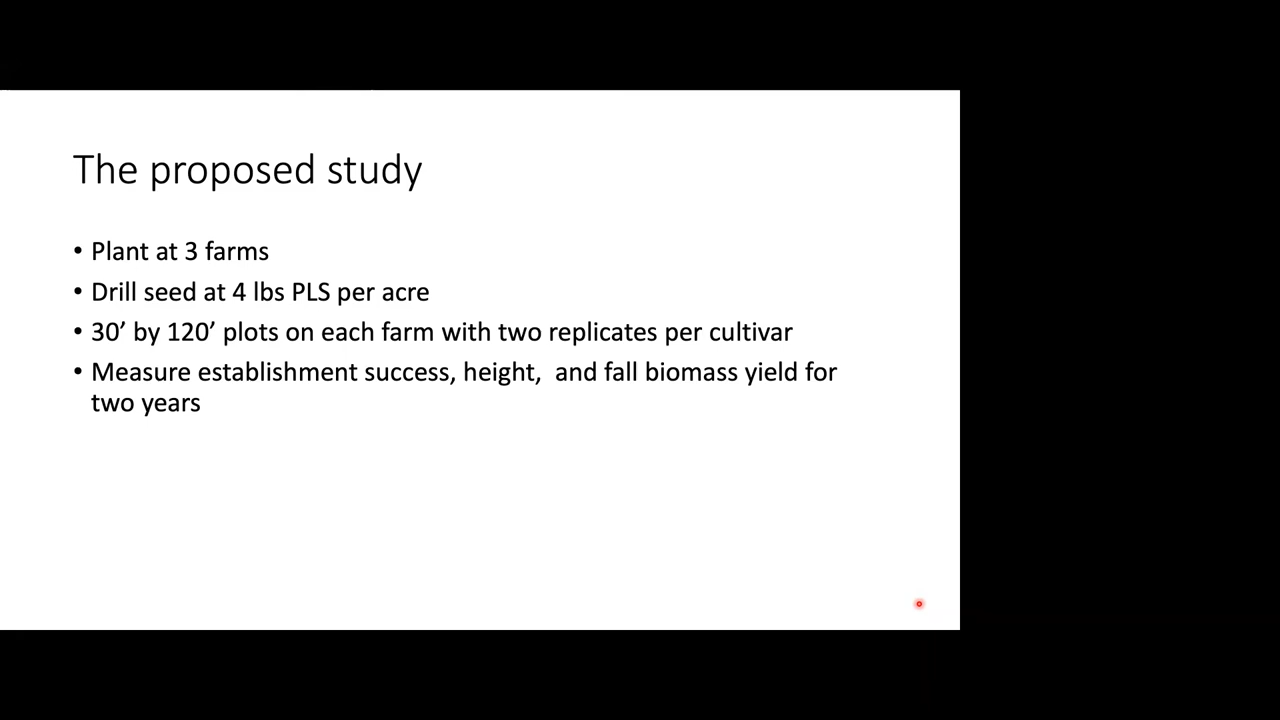 The proposed study
• Plant at 3 farms
• Drill seed at 4 lbs PLS per acre
• 30’ by 120’ plots on each farm with two replicates per cultivar
• Measure establishment success, height,  and fall biomass yield for
two years